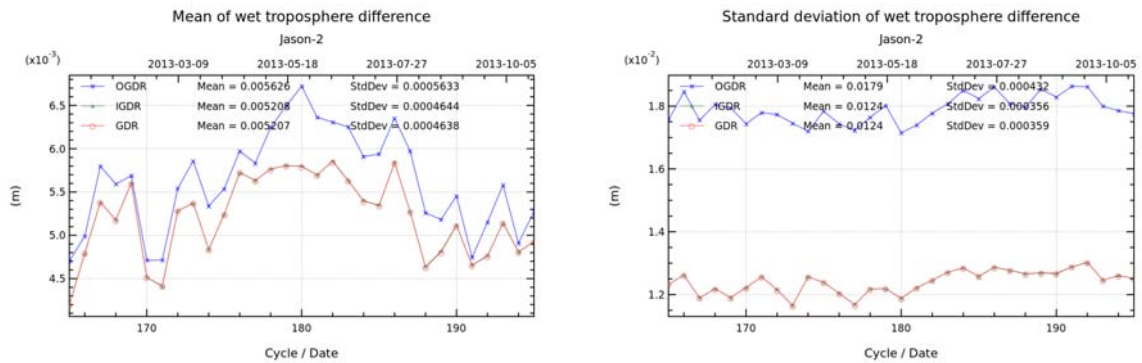 Mean of wet troposphere difference
Jason-2
(x10⁻³)
2013-03-09 2013-05-18 2013-07-27 2013-10-05
OGDR Mean = 0.005626 StdDev = 0.0005633
IGDR Mean = 0.005208 StdDev = 0.0004644
GDR Mean = 0.005207 StdDev = 0.0004638
6.5
6.0
5.5
5.0
4.5
(m)
170 180 190
Cycle / Date
Standard deviation of wet troposphere difference
Jason-2
(x10⁻²)
2013-03-09 2013-05-18 2013-07-27 2013-10-05
OGDR Mean = 0.0179 StdDev = 0.000432
IGDR Mean = 0.0124 StdDev = 0.000356
GDR Mean = 0.0124 StdDev = 0.000359
1.8
1.6
1.4
1.2
(m)
170 180 190
Cycle / Date